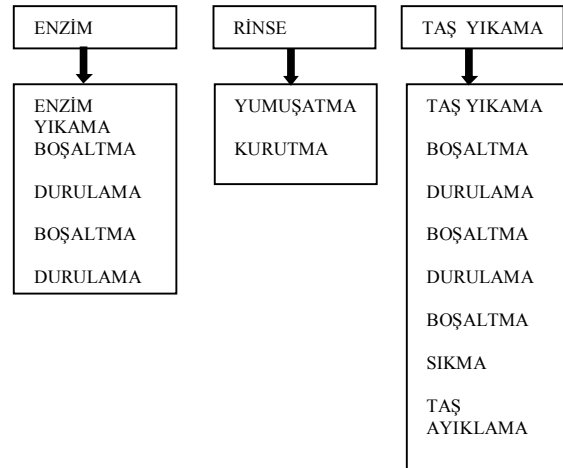 ENZİM
ENZİM
YIKAMA
BOŞALTMA
DURULAMA
BOŞALTMA
DURULAMA
RİNSE
YUMUŞATMA
KURUTMA
TAŞ YIKAMA
TAŞ YIKAMA
BOŞALTMA
DURULAMA
BOŞALTMA
DURULAMA
BOŞALTMA
SIKMA
TAŞ
AYIKLAMA